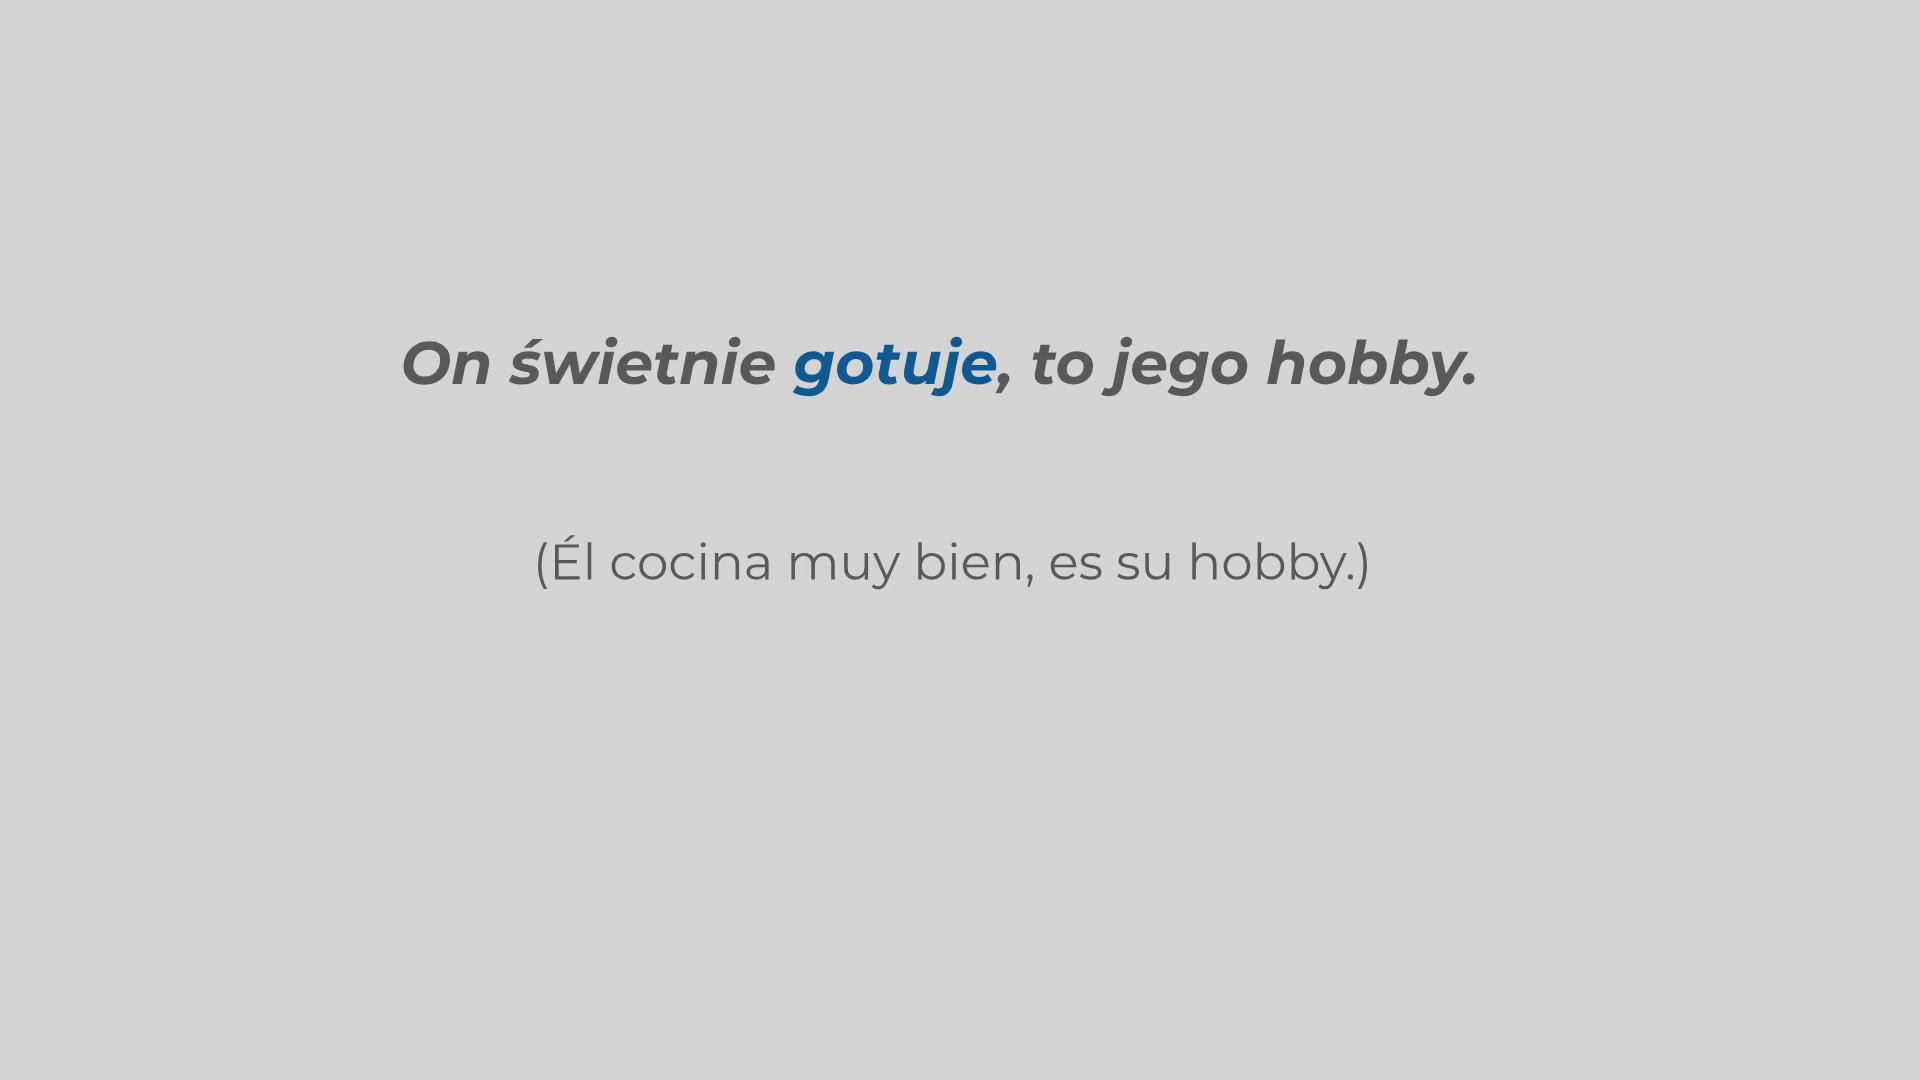 On świetnie gotuje, to jego hobby.
(Él cocina muy bien, es su hobby.)